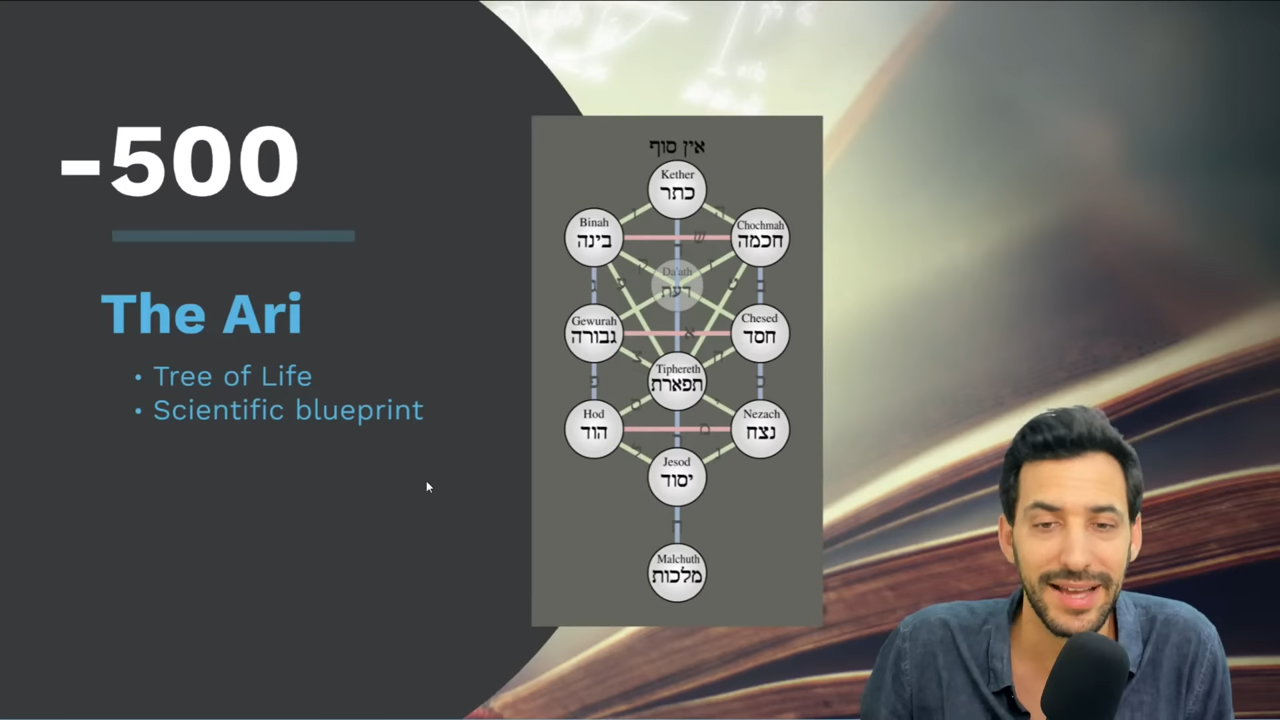 -500
The Ari
• Tree of Life
• Scientific blueprint
אין סוף
Kether
כתר
Binah
בינה
Chochmah
חכמה
ש
Da'ath
דעת
Gewurah
גבורה
Chesed
חסד
א
Tiphereth
תפארת
Hod
הוד
Nezach
נצח
מ
Jesod
יסוד
Malchuth
מלכות